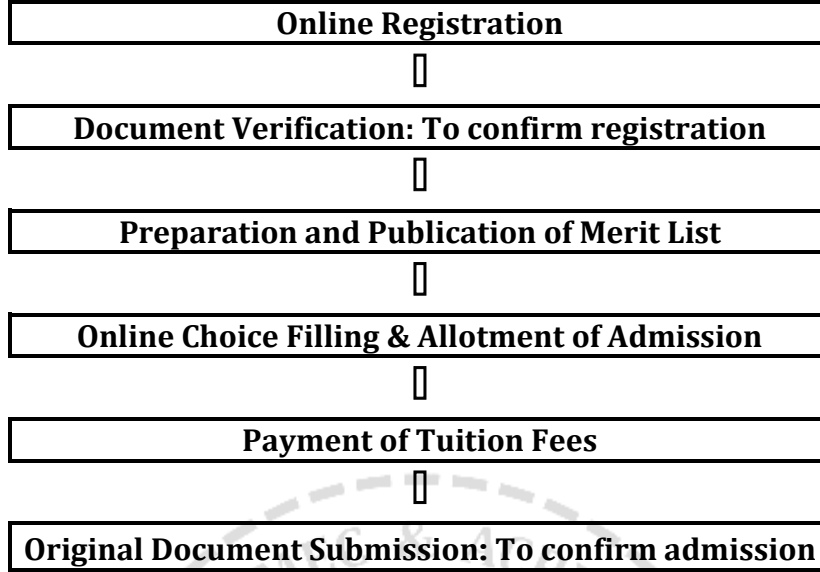 Online Registration
Document Verification: To confirm registration
Preparation and Publication of Merit List
Online Choice Filling & Allotment of Admission
Payment of Tuition Fees
Original Document Submission: To confirm admission